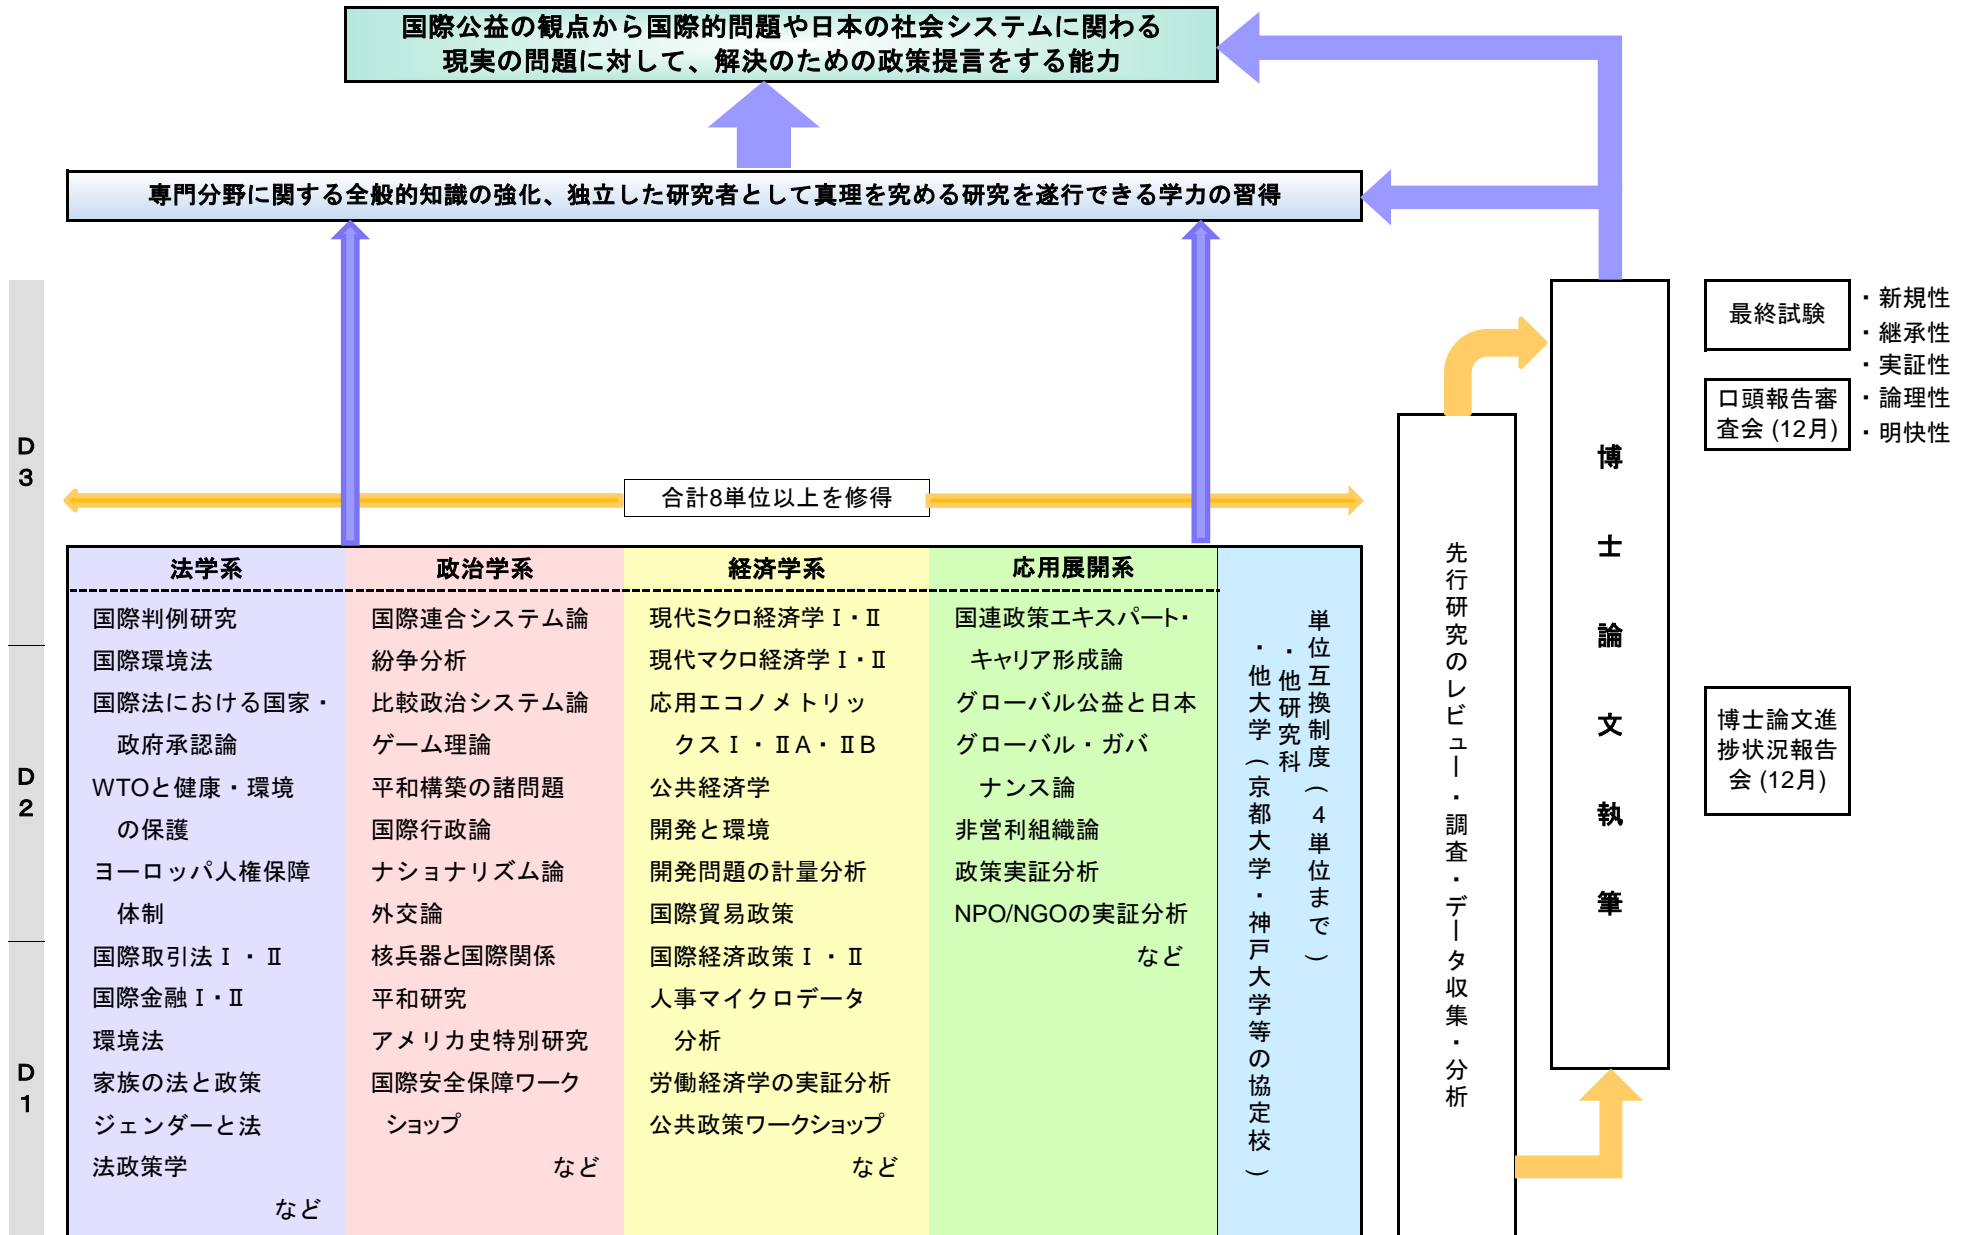 国際公益の観点から国際的問題や日本の社会システムに関わる
現実の問題に対して、解決のための政策提言をする能力
専門分野に関する全般的知識の強化、独立した研究者として真理を究める研究を遂行できる学力の習得
D3
D2
D1
合計8単位以上を修得
法学系
国際判例研究
国際環境法
国際法における国家・
政府承認論
WTOと健康・環境
の保護
ヨーロッパ人権保障
体制
国際取引法Ⅰ・Ⅱ
国際金融Ⅰ・Ⅱ
環境法
家族の法と政策
ジェンダーと法
法政策学
など
政治学系
国際連合システム論
紛争分析
比較政治システム論
ゲーム理論
平和構築の諸問題
国際行政論
ナショナリズム論
外交論
核兵器と国際関係
平和研究
アメリカ史特別研究
国際安全保障ワーク
ショップ
など
経済学系
現代ミクロ経済学Ⅰ・Ⅱ
現代マクロ経済学Ⅰ・Ⅱ
応用エコノメトリッ
クスⅠ・ⅡA・ⅡB
公共経済学
開発と環境
開発問題の計量分析
国際貿易政策
国際経済政策Ⅰ・Ⅱ
人事マイクロデータ
分析
労働経済学の実証分析
公共政策ワークショップ
など
応用展開系
国連政策エキスパート・
キャリア形成論
グローバル公益と日本
グローバル・ガバ
ナンス論
非営利組織論
政策実証分析
NPO/NGOの実証分析
など
単位互換制度（4単位まで）
・他研究科
・他大学（京都大学・神戸大学等の協定校）
先行研究のレビュー・調査・データ収集・分析
博士論文執筆
最終試験
口頭報告審
査会 (12月)
・新規性
・継承性
・実証性
・論理性
・明快性
博士論文進
捗状況報告
会 (12月)